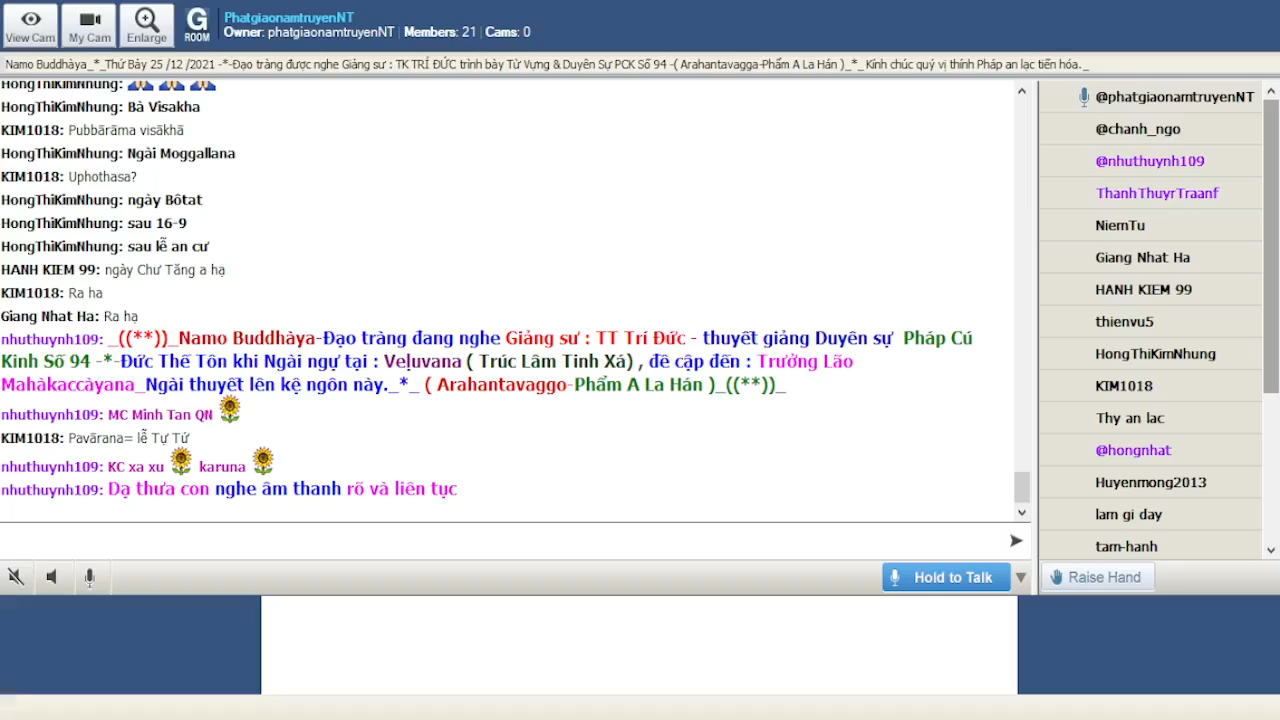 View Cam
My Cam
Enlarge
G
ROOM
PhatgiaonamtruyenNT
Owner: phatgiaonamtruyenNT | Members: 21 | Cams: 0
Namo Buddhàya_*_Thứ Bảy 25 /12 /2021 -*-Đạo tràng được nghe Giảng sư : TK TRÍ ĐỨC trình bày Từ Vựng & Duyên Sự PCK Số 94 -( Arahantavagga-Phẩm A La Hán )_*_ Kính chúc quý vị thính Pháp an lạc tiến hóa._
HongThiKimNhung:
HongThiKimNhung: Bà Visakha
KIM1018: Pubbārāma visākhā
HongThiKimNhung: Ngài Moggallana
KIM1018: Uphothasa?
HongThiKimNhung: ngày Bôtat
HongThiKimNhung: sau 16-9
HongThiKimNhung: sau lễ an cư
HANH KIEM 99: ngày Chư Tăng a hạ
KIM1018: Ra ha
Giang Nhat Ha: Ra hạ
nhuthuynh109: _((**))_Namo Buddhàya-Đạo tràng đang nghe Giảng sư : TT Trí Đức - thuyết giảng Duyên sự Pháp Cú
Kinh Số 94 -*-Đức Thế Tôn khi Ngài ngự tại : Veḷuvana ( Trúc Lâm Tinh Xá) , đề cập đến : Trưởng Lão
Mahàkaccàyana_Ngài thuyết lên kệ ngôn này._*_ ( Arahantavaggo-Phẩm A La Hán )_((**))_
nhuthuynh109: MC Minh Tan QN
KIM1018: Pavārana= lễ Tự Tứ
nhuthuynh109: KC xa xu karuna
nhuthuynh109: Dạ thưa con nghe âm thanh rõ và liên tục
Hold to Talk
@phatgiaonamtruyenNT
@chanh_ngo
@nhuthuynh109
ThanhThuyrTraanf
NiemTu
Giang Nhat Ha
HANH KIEM 99
thienvu5
HongThiKimNhung
KIM1018
Thy an lac
@hongnhat
Huyenmong2013
lam gi day
tam-hanh
Raise Hand